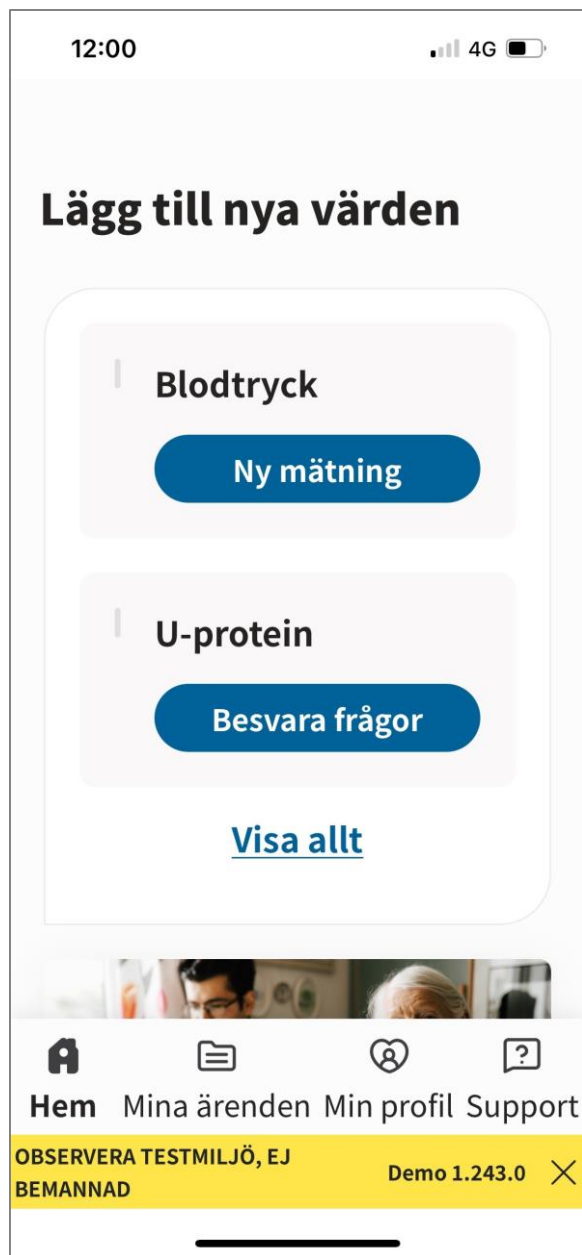 12:00 4G
Lägg till nya värden
Blodtryck
Ny mätning
U-protein
Besvara frågor
Visa allt
Hem Mina ärenden Min profil Support
OBSERVERA TESTMILJÖ, EJ
BEMANNAD
Demo 1.243.0